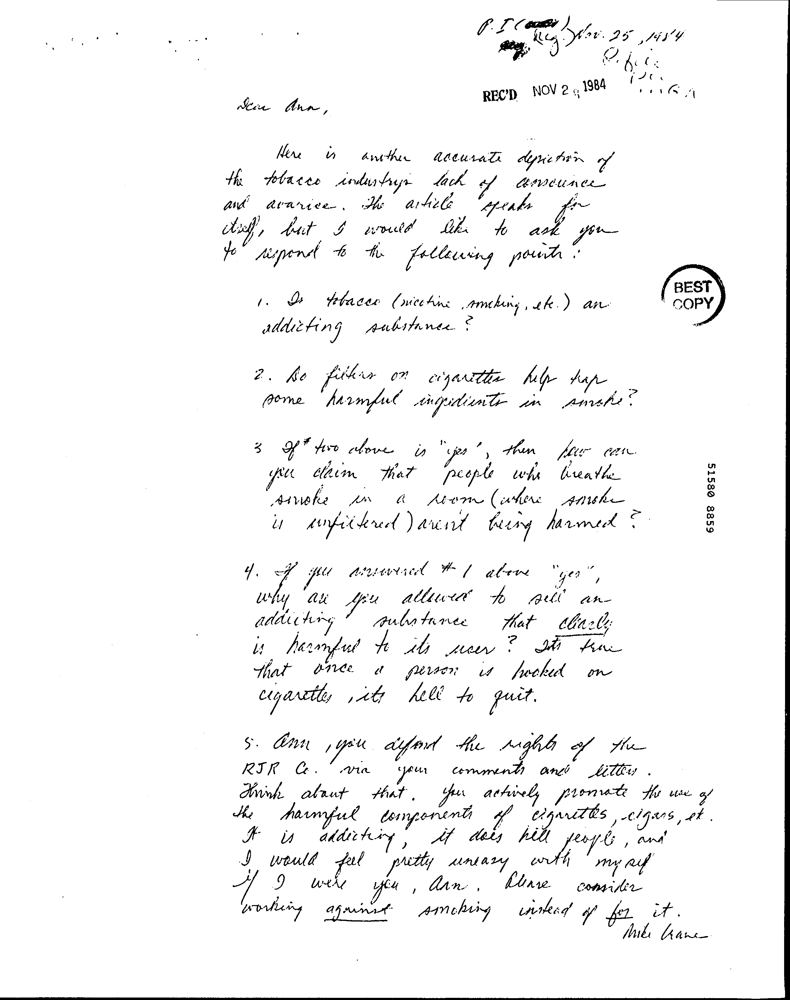 P.I (
Reg.) Nov. 25, 1984
REC'D NOV 2 1984
Dear Ann,
Here is another accurate depiction of
the tobacco industry's lack of
and avarice. The article speaks for
itself, but I would like to ask you
to respond to the following points:
1. Is tobacco (nicotine, smoking, etc.) an
addicting substance?
BEST
COPY
2. Do filters on cigarettes help trap
some harmful ingredients in smoke?
3 If # two above is "yes", then how can
you claim that people who breathe
smoke in a room (where smoke
is unfiltered) aren't being harmed?
51580 8859
4. If you answered # 1 above "yes",
why are you allowed to sell an
addicting substance that clearly
is harmful to its user? Its true
that once a person is hooked on
cigarettes, its hell to quit.
5. Ann, you defend the rights of the
RJR Co. via your comments and letters.
Think about that. You actively promote the use of
the harmful components of cigarettes, cigars, et.
It is addicting, it does kill people, and
I would feel pretty uneasy with myself
if I were you, Ann. Please consider
working against smoking instead of for it.
Mike Crane